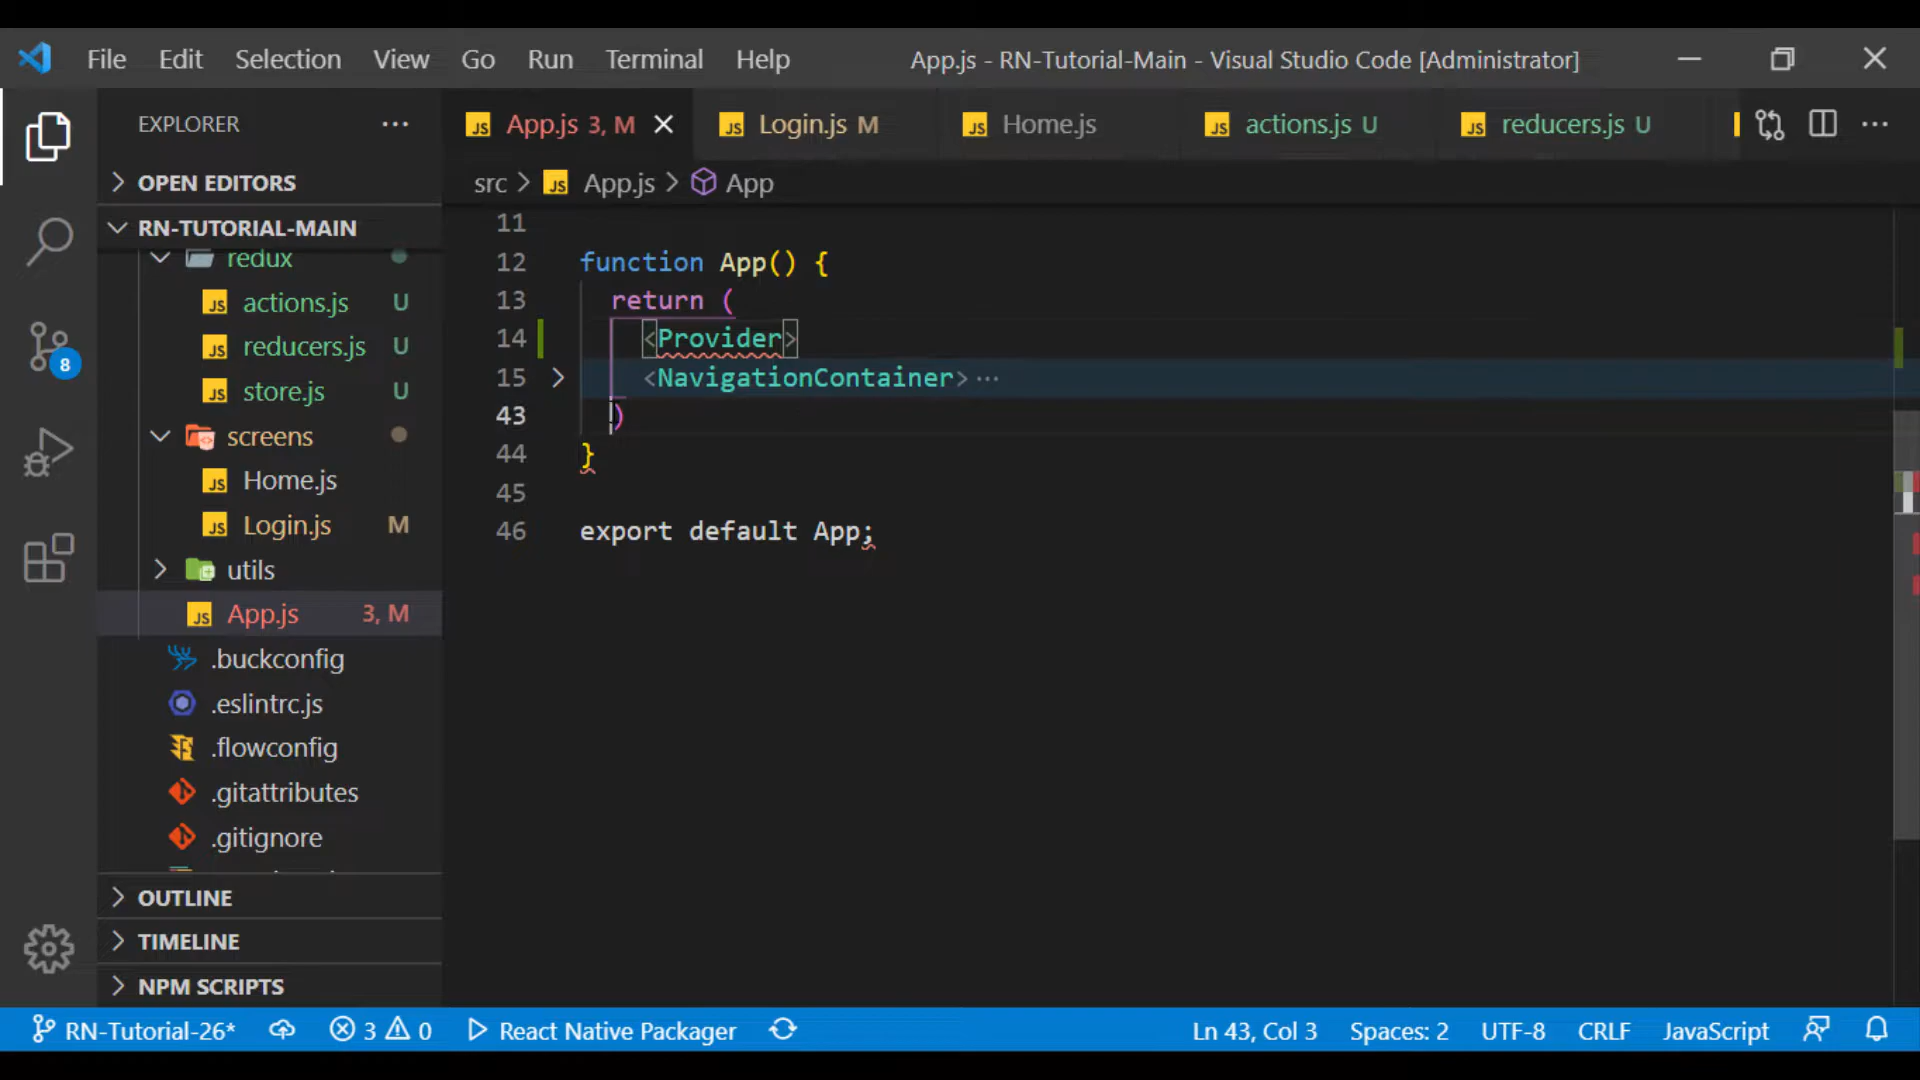 File Edit Selection View Go Run Terminal Help App.js - RN-Tutorial-Main - Visual Studio Code [Administrator]
EXPLORER ···
App.js 3, M
Login.js M
Home.js
actions.js U
reducers.js U
OPEN EDITORS
src > App.js > App
RN-TUTORIAL-MAIN
redux
actions.js U
reducers.js U
store.js U
screens
Home.js
Login.js M
utils
App.js 3, M
.buckconfig
.eslintrc.js
.flowconfig
.gitattributes
.gitignore
OUTLINE
TIMELINE
NPM SCRIPTS
11
12 function App() {
13 return (
14 <Provider>
15 <NavigationContainer> ···
43 )
44 }
45
46 export default App;
8
RN-Tutorial-26* 3 0 React Native Packager Ln 43, Col 3 Spaces: 2 UTF-8 CRLF JavaScript